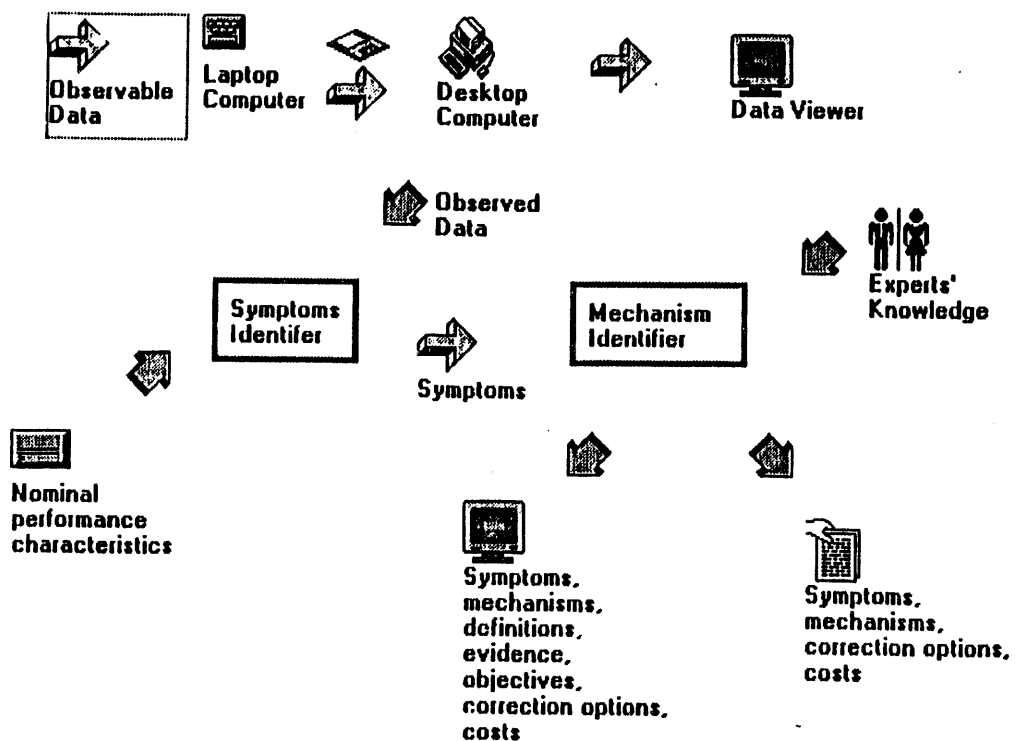 Observable
Data
Laptop
Computer
Desktop
Computer
Data Viewer
Observed
Data
Experts'
Knowledge
Symptoms
Identifer
Mechanism
Identifier
Symptoms
Nominal
performance
characteristics
Symptoms,
mechanisms,
definitions,
evidence,
objectives,
correction options,
costs
Symptoms,
mechanisms,
correction options,
costs